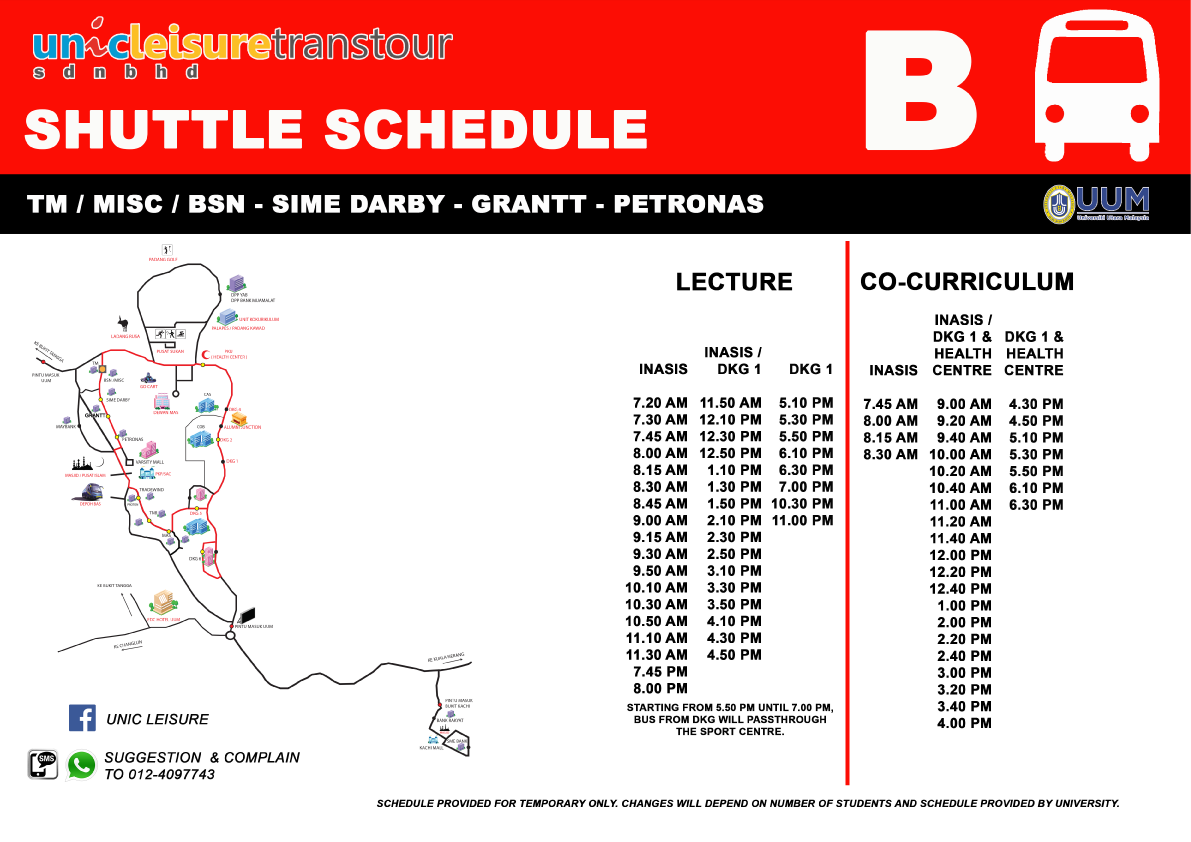 unicleisuretranstour
sdnbhd
SHUTTLE SCHEDULE
B
TM / MISC / BSN - SIME DARBY - GRANTT - PETRONAS
UUM
Universiti Utara Malaysia
PADANG GOLF
DPP YAB
DPP BANK MUAMALAT
UNIT KOKURIKULUM
PALAPES / PADANG KAWAD
LADANG RUSA
PUSAT SUKAN
PKU
( HEALTH CENTER )
KE BUKIT TANGGA
PINTU MASUK
UUM
TM
BSN /MISC
GO CART
SIME DARBY
DEWAN MAS
CAS
DKG 4
GRANTT
ALUMNI JUNCTION
MAYBANK
COB
DKG 2
PETRONAS
VARSITY MALL
DKG 1
MASJID / PUSAT ISLAM
PKP/UAC
DEPOH BAS
TRADEWIND
PROTON
TNB
DKG 3
MAS
DKG 6
KE BUKIT TANGGA
EDC HOTEL -UUM
PINTU MASUK UUM
KE CHANGLUN
KE KUALA NERANG
PINTU MASUK
BUKIT KACHI
BANK RAKYAT
SME BANK
KACHI MALL
LECTURE
INASIS
INASIS /
DKG 1
DKG 1
7.20 AM 11.50 AM 5.10 PM
7.30 AM 12.10 PM 5.30 PM
7.45 AM 12.30 PM 5.50 PM
8.00 AM 12.50 PM 6.10 PM
8.15 AM 1.10 PM 6.30 PM
8.30 AM 1.30 PM 7.00 PM
8.45 AM 1.50 PM 10.30 PM
9.00 AM 2.10 PM 11.00 PM
9.15 AM 2.30 PM
9.30 AM 2.50 PM
9.50 AM 3.10 PM
10.10 AM 3.30 PM
10.30 AM 3.50 PM
10.50 AM 4.10 PM
11.10 AM 4.30 PM
11.30 AM 4.50 PM
7.45 PM
8.00 PM
STARTING FROM 5.50 PM UNTIL 7.00 PM,
BUS FROM DKG WILL PASSTHROUGH
THE SPORT CENTRE.
CO-CURRICULUM
INASIS
INASIS /
DKG 1 &
HEALTH
CENTRE
DKG 1 &
HEALTH
CENTRE
7.45 AM 9.00 AM 4.30 PM
8.00 AM 9.20 AM 4.50 PM
8.15 AM 9.40 AM 5.10 PM
8.30 AM 10.00 AM 5.30 PM
10.20 AM 5.50 PM
10.40 AM 6.10 PM
11.00 AM 6.30 PM
11.20 AM
11.40 AM
12.00 PM
12.20 PM
12.40 PM
1.00 PM
2.00 PM
2.20 PM
2.40 PM
3.00 PM
3.20 PM
3.40 PM
4.00 PM
UNIC LEISURE
SMS
SUGGESTION & COMPLAIN
TO 012-4097743
SCHEDULE PROVIDED FOR TEMPORARY ONLY. CHANGES WILL DEPEND ON NUMBER OF STUDENTS AND SCHEDULE PROVIDED BY UNIVERSITY.